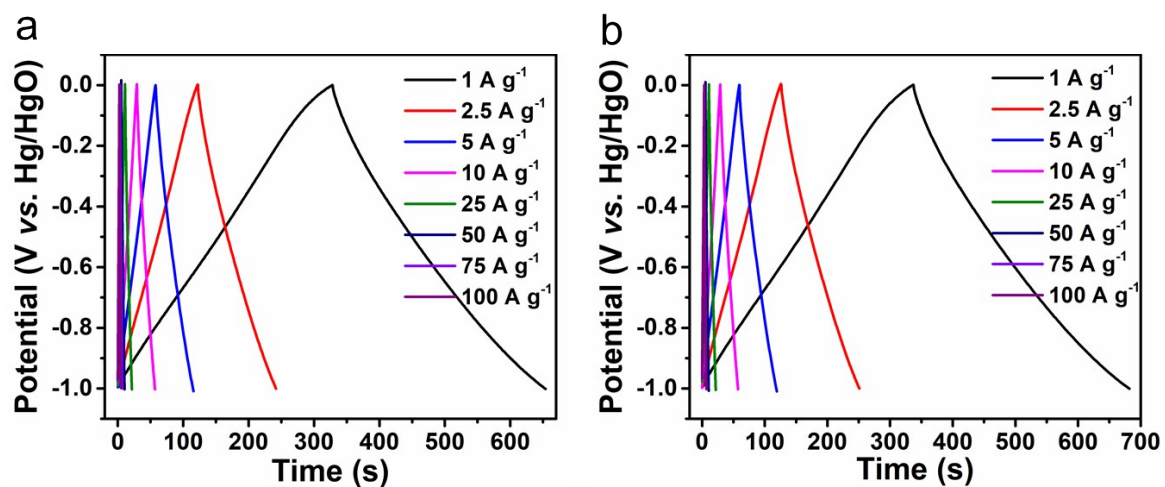 a
0.0
-0.2
-0.4
-0.6
-0.8
-1.0
Potential (V vs. Hg/HgO)
0 100 200 300 400 500 600
Time (s)
1 A g⁻¹
2.5 A g⁻¹
5 A g⁻¹
10 A g⁻¹
25 A g⁻¹
50 A g⁻¹
75 A g⁻¹
100 A g⁻¹
b
0.0
-0.2
-0.4
-0.6
-0.8
-1.0
Potential (V vs. Hg/HgO)
0 100 200 300 400 500 600 700
Time (s)
1 A g⁻¹
2.5 A g⁻¹
5 A g⁻¹
10 A g⁻¹
25 A g⁻¹
50 A g⁻¹
75 A g⁻¹
100 A g⁻¹